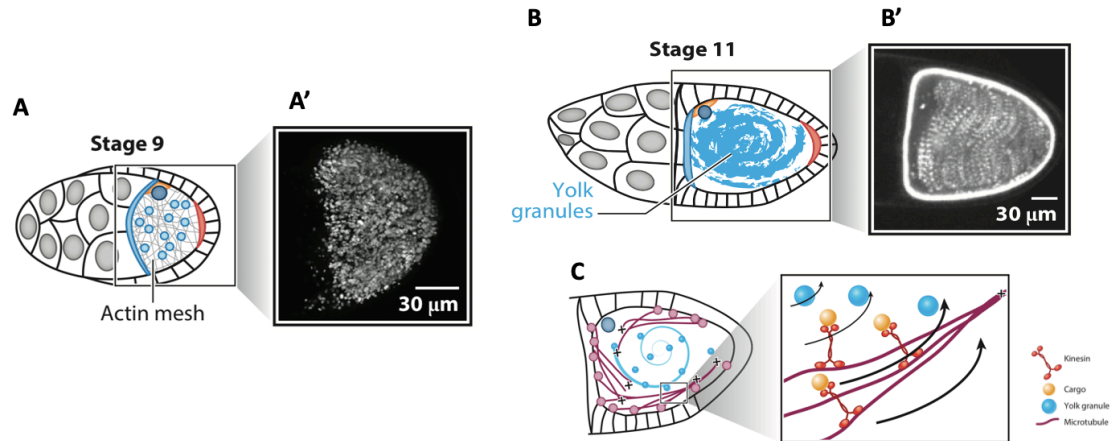 A
Stage 9
A’
Actin mesh
30 μm
B
Stage 11
B’
Yolk
granules
30 μm
C
+
+
+
+
+
+
+
Kinesin
Cargo
Yolk granule
Microtubule